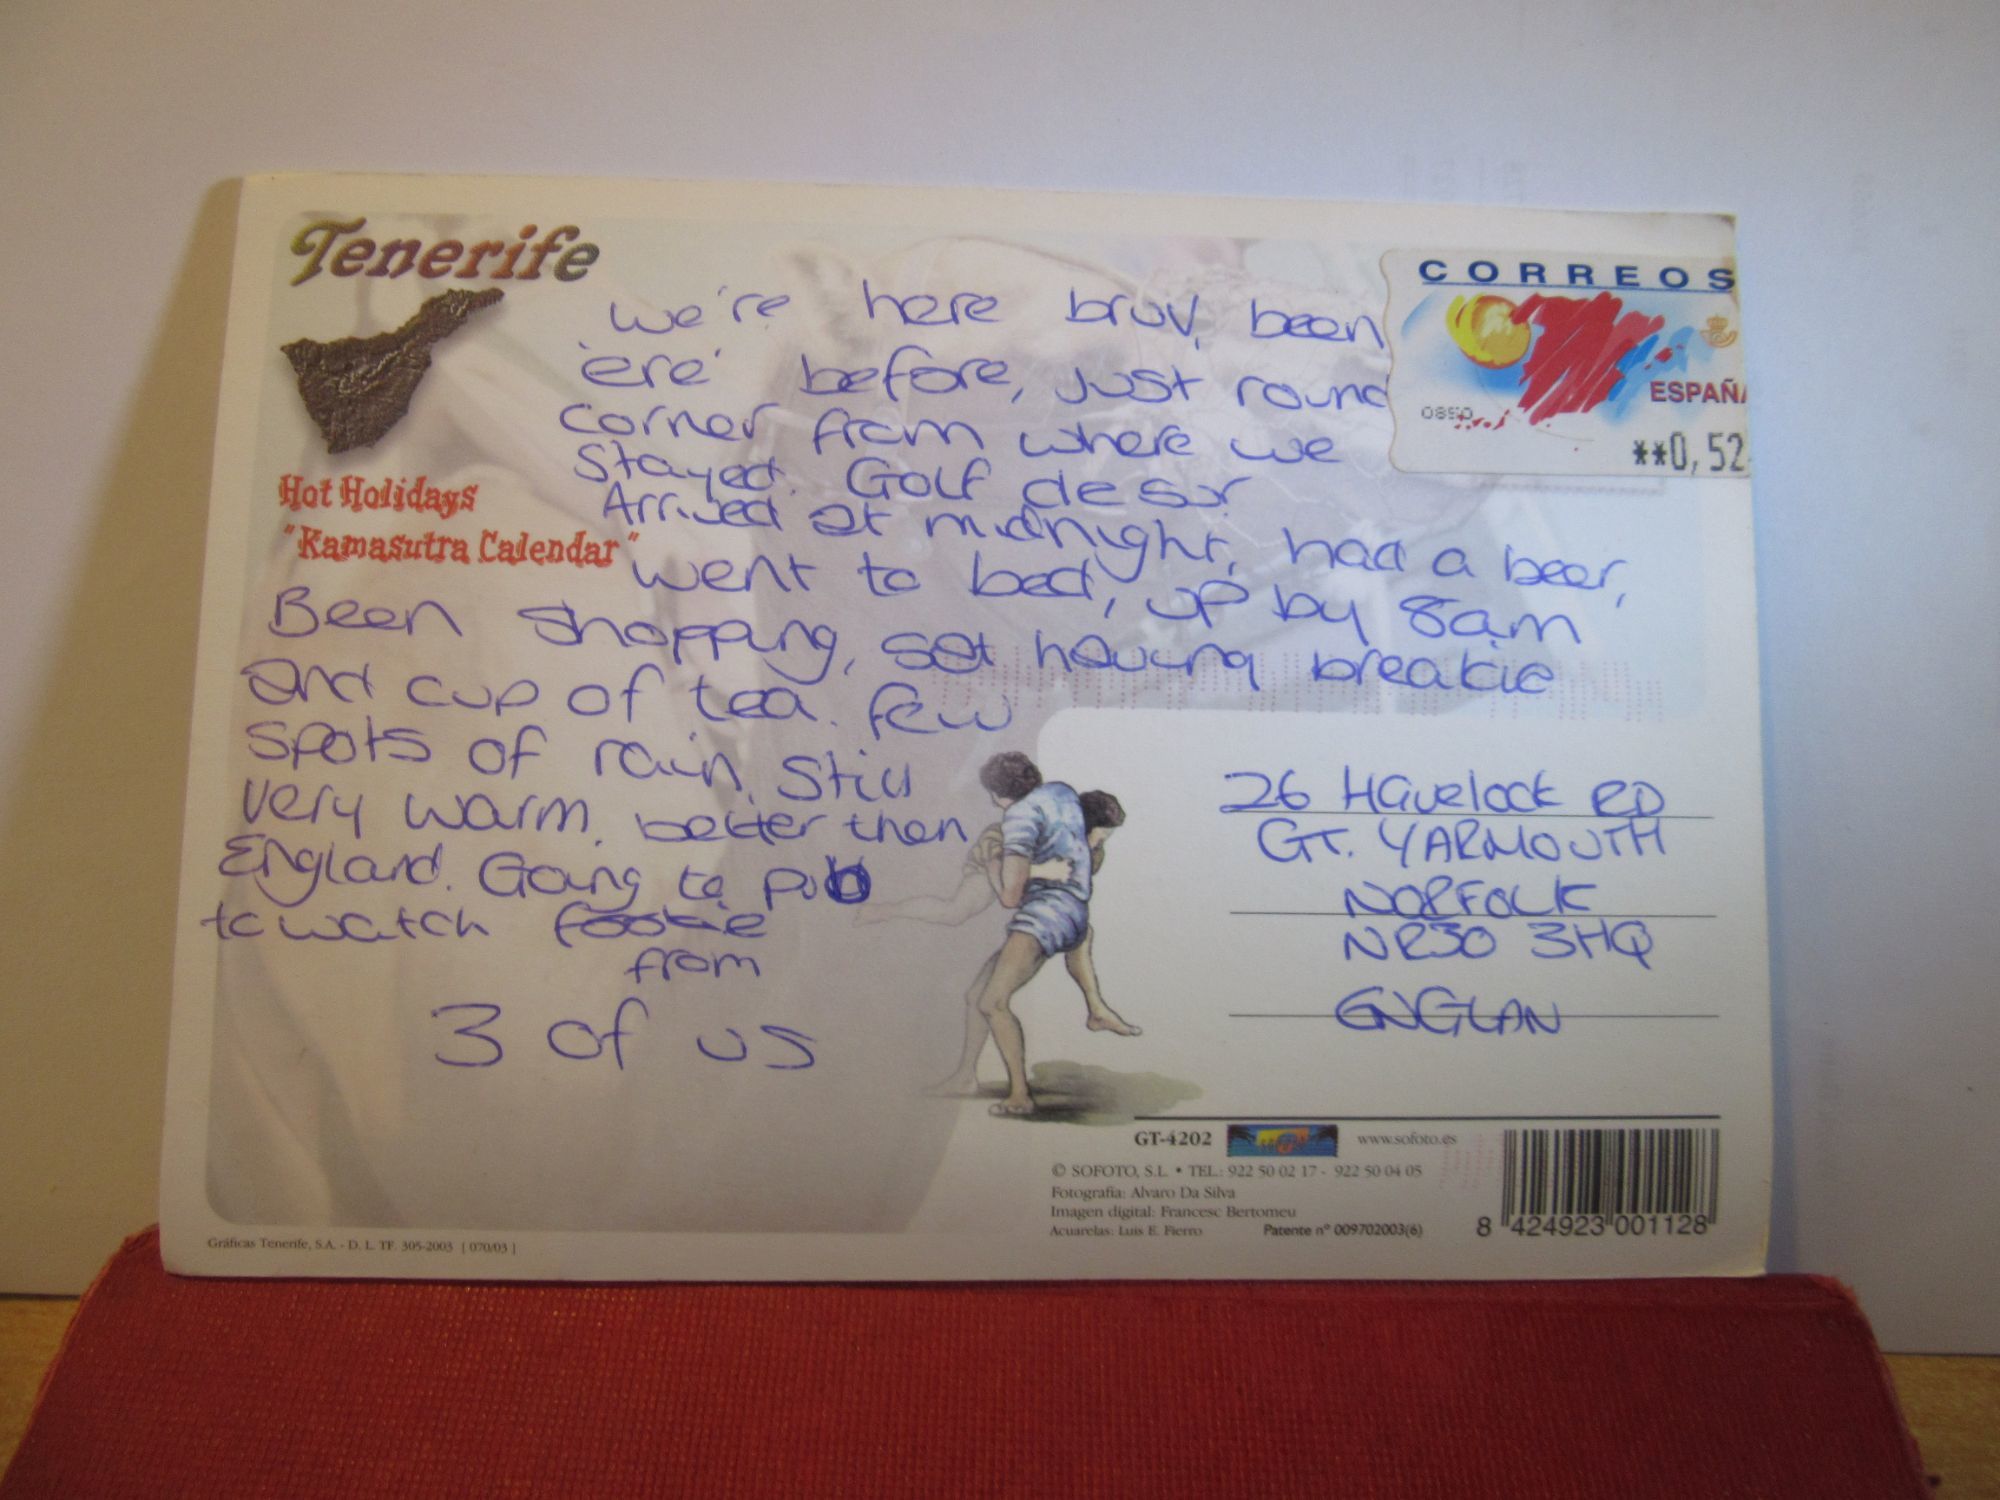 Tenerife
Hot Holidays
"Kamasutra Calendar"
We're here bruv, been
'ere' before, just round
corner from where we
stayed. Golf de sur
Arrived at midnight, had a beer,
went to bed, up by 8am
Been shopping, sat having breakie
and cup of tea. few
spots of rain, still
very warm, better then
England. Going to pub
to watch footie
from
3 of us
CORREOS
ESPAÑA
0890
**0,52
26 Havelock RD
GT. YARMOUTH
NORFOLK
NR30 3HQ
ENGLAN
GT-4202
www.sofoto.es
© SOFOTO, S.L. • TEL.: 922 50 02 17 - 922 50 04 05
Fotografía: Alvaro Da Silva
Imagen digital: Francesc Bertomeu
Acuarelas: Luis E. Fierro Patente nº 009702003(6)
8 424923 001128
Gráficas Tenerife, S.A. - D. L. TF. 305-2003 [ 070/03 ]